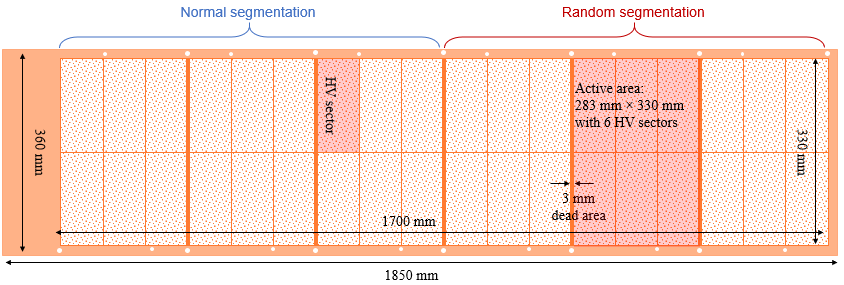 Normal segmentation
Random segmentation
HV sector
Active area:
283 mm × 330 mm
with 6 HV sectors
360 mm
330 mm
3 mm
dead area
1700 mm
1850 mm